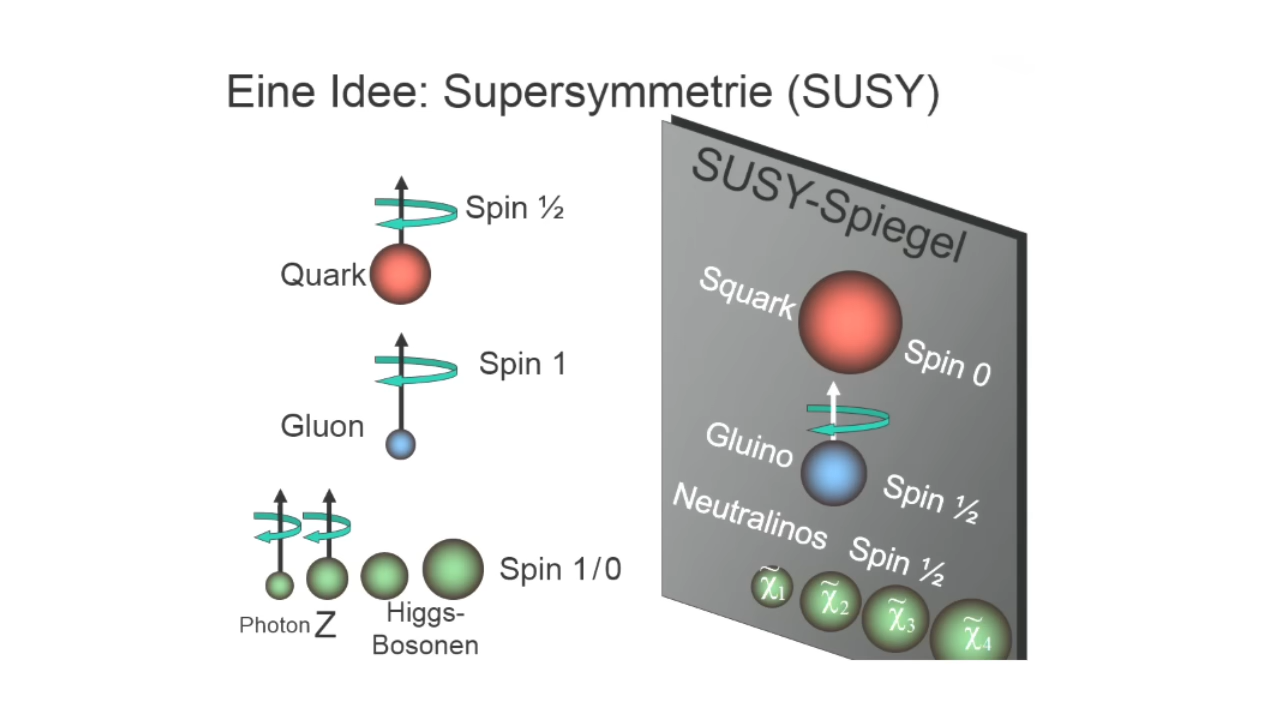 Eine Idee: Supersymmetrie (SUSY)
Spin ½
Quark
Spin 1
Gluon
Spin 1/0
Photon
Z
Higgs-
Bosonen
SUSY-Spiegel
Squark
Spin 0
Gluino
Spin ½
Neutralinos
Spin ½
χ̃₁
χ̃₂
χ̃₃
χ̃₄